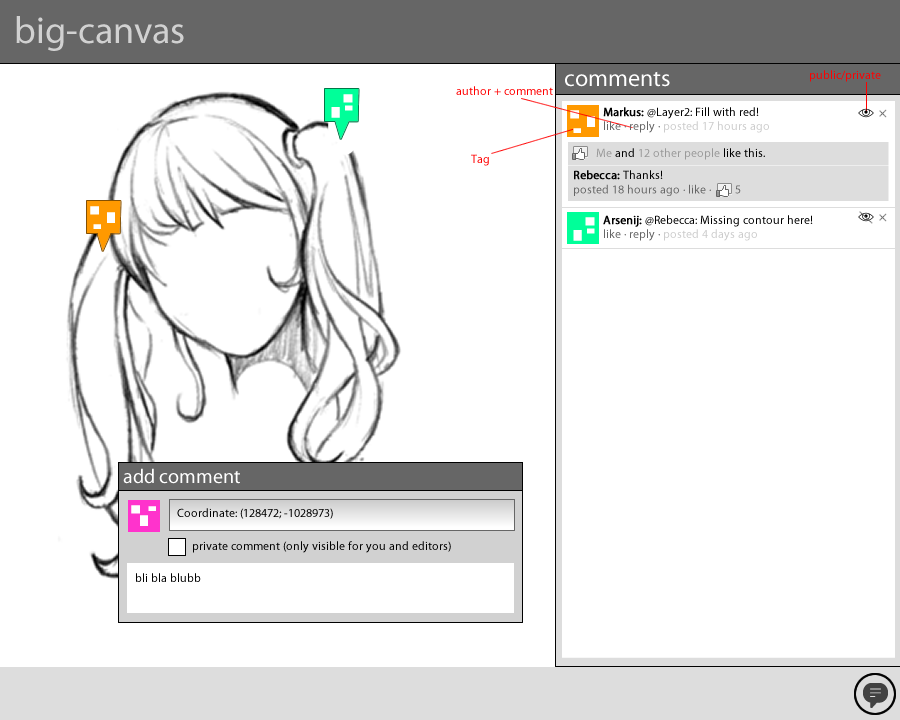 big-canvas
comments
public/private
author + comment
Markus: @Layer2: Fill with red!
like · reply · posted 17 hours ago
Tag
Me and 12 other people like this.
Rebecca: Thanks!
posted 18 hours ago · like · 5
Arsenij: @Rebecca: Missing contour here!
like · reply · posted 4 days ago
add comment
Coordinate: (128472; -1028973)
private comment (only visible for you and editors)
bli bla blubb